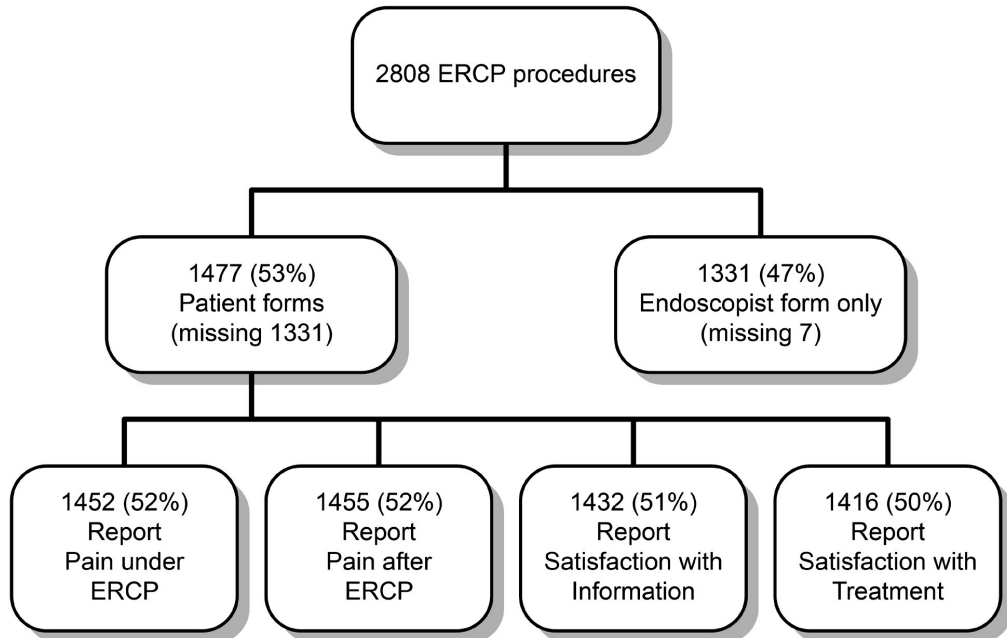 2808 ERCP procedures
1477 (53%)
Patient forms
(missing 1331)
1331 (47%)
Endoscopist form only
(missing 7)
1452 (52%)
Report
Pain under
ERCP
1455 (52%)
Report
Pain after
ERCP
1432 (51%)
Report
Satisfaction with
Information
1416 (50%)
Report
Satisfaction with
Treatment